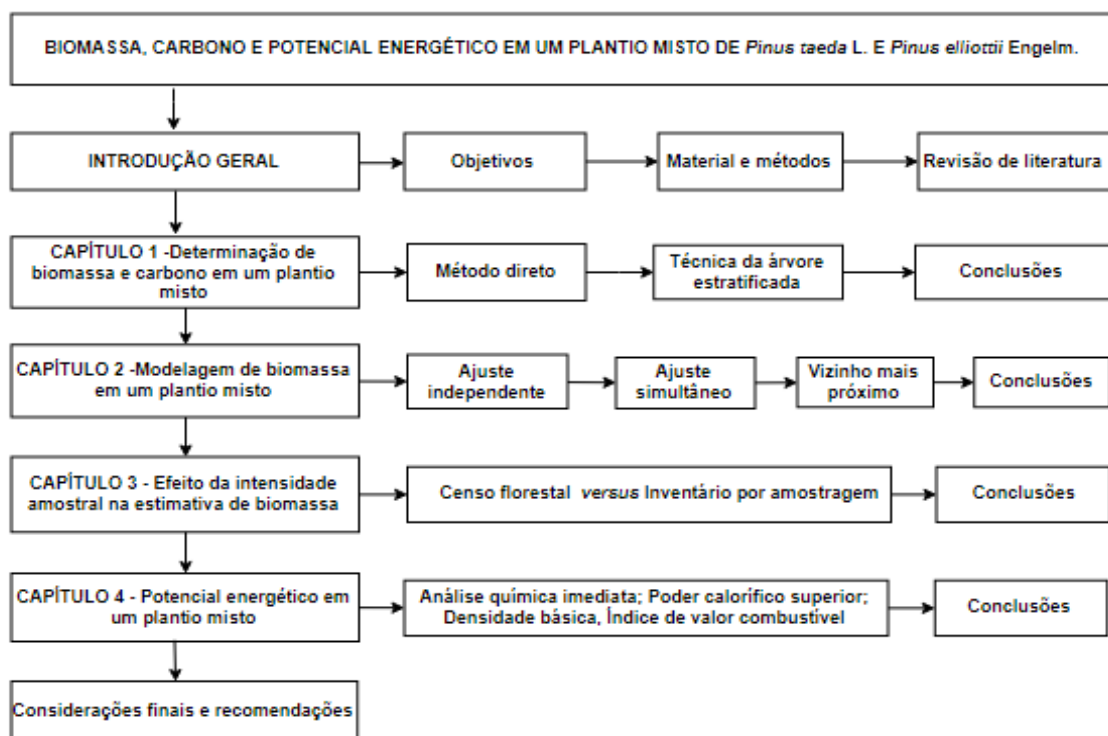 BIOMASSA, CARBONO E POTENCIAL ENERGÉTICO EM UM PLANTIO MISTO DE Pinus taeda L. E Pinus elliottii Engelm.
INTRODUÇÃO GERAL
Objetivos
Material e métodos
Revisão de literatura
CAPÍTULO 1 -Determinação de
biomassa e carbono em um plantio
misto
Método direto
Técnica da árvore
estratificada
Conclusões
CAPÍTULO 2 -Modelagem de biomassa
em um plantio misto
Ajuste
independente
Ajuste
simultâneo
Vizinho mais
próximo
Conclusões
CAPÍTULO 3 - Efeito da intensidade
amostral na estimativa de biomassa
Censo florestal versus Inventário por amostragem
Conclusões
CAPÍTULO 4 - Potencial energético em
um plantio misto
Análise química imediata; Poder calorífico superior;
Densidade básica, Índice de valor combustível
Conclusões
Considerações finais e recomendações